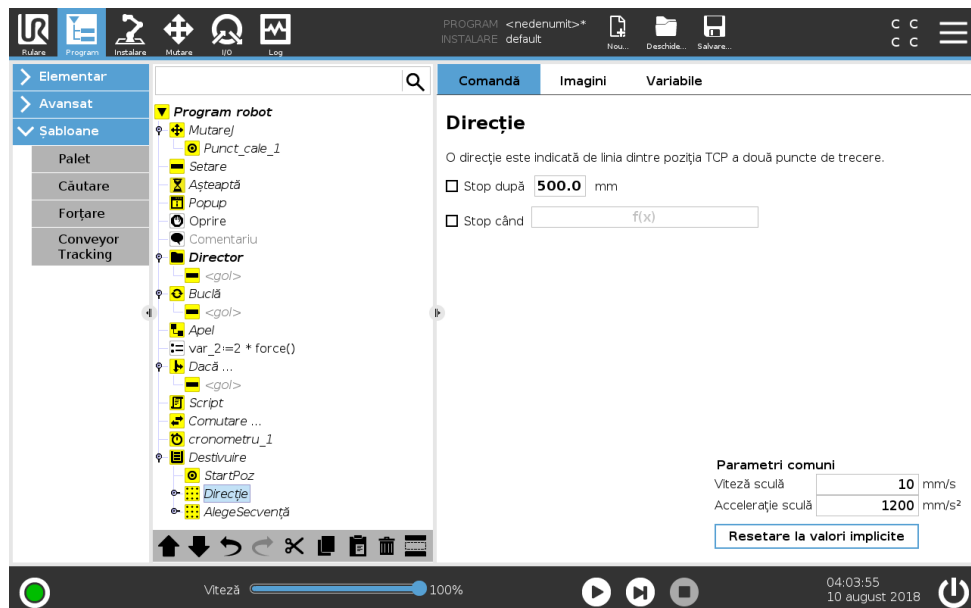 PROGRAM <nedenumit>*
INSTALARE default
C C
C C
Rulare Program Instalare Mutare I/O Log Nou... Deschide... Salvare...
Elementar
Avansat
Șabloane
Palet
Căutare
Forțare
Conveyor
Tracking
Program robot
MutareJ
Punct_cale_1
Setare
Așteaptă
Popup
Oprire
Comentariu
Director
<gol>
Buclă
<gol>
Apel
var_2:=2 * force()
Dacă ...
<gol>
Script
Comutare ...
cronometru_1
Destivuire
StartPoz
Direcție
AlegeSecvență
Comandă Imagini Variabile
Direcție
O direcție este indicată de linia dintre poziția TCP a două puncte de trecere.
Stop după 500.0 mm
Stop când f(x)
Parametri comuni
Viteză sculă 10 mm/s
Accelerație sculă 1200 mm/s²
Resetare la valori implicite
Viteză 100%
04:03:55
10 august 2018